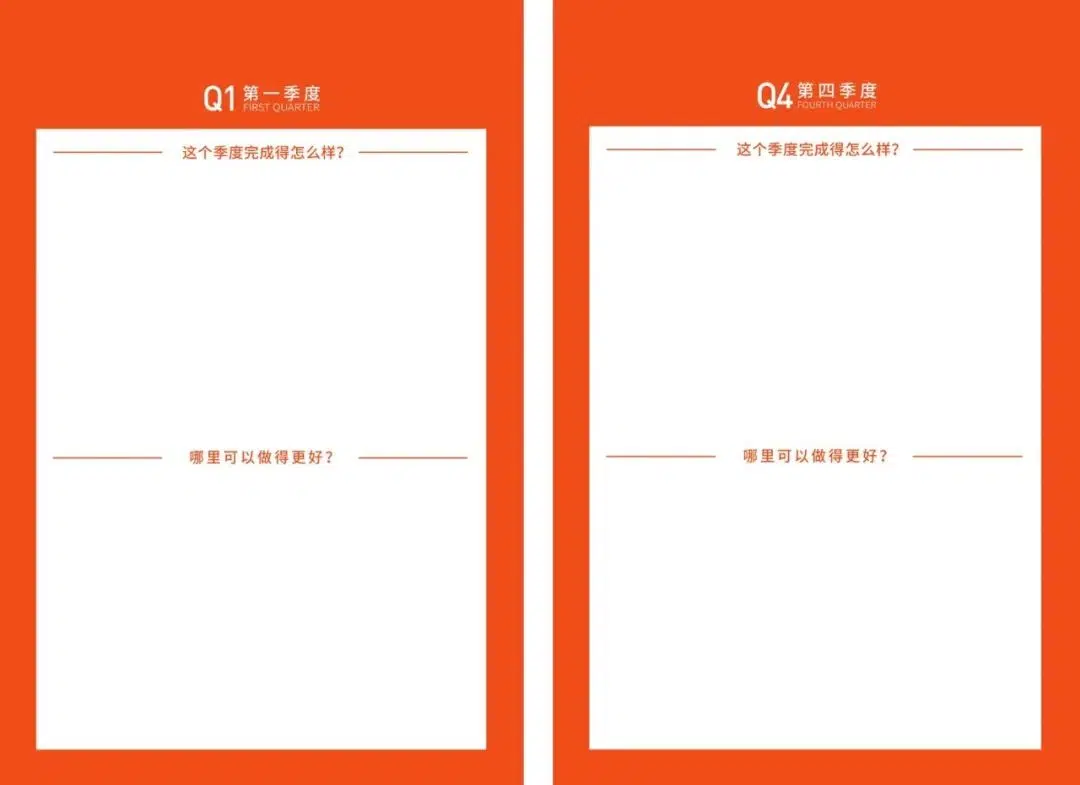 Q1 第一季度
FIRST QUARTER
这个季度完成得怎么样？
哪里可以做得更好？
Q4 第四季度
FOURTH QUARTER
这个季度完成得怎么样？
哪里可以做得更好？